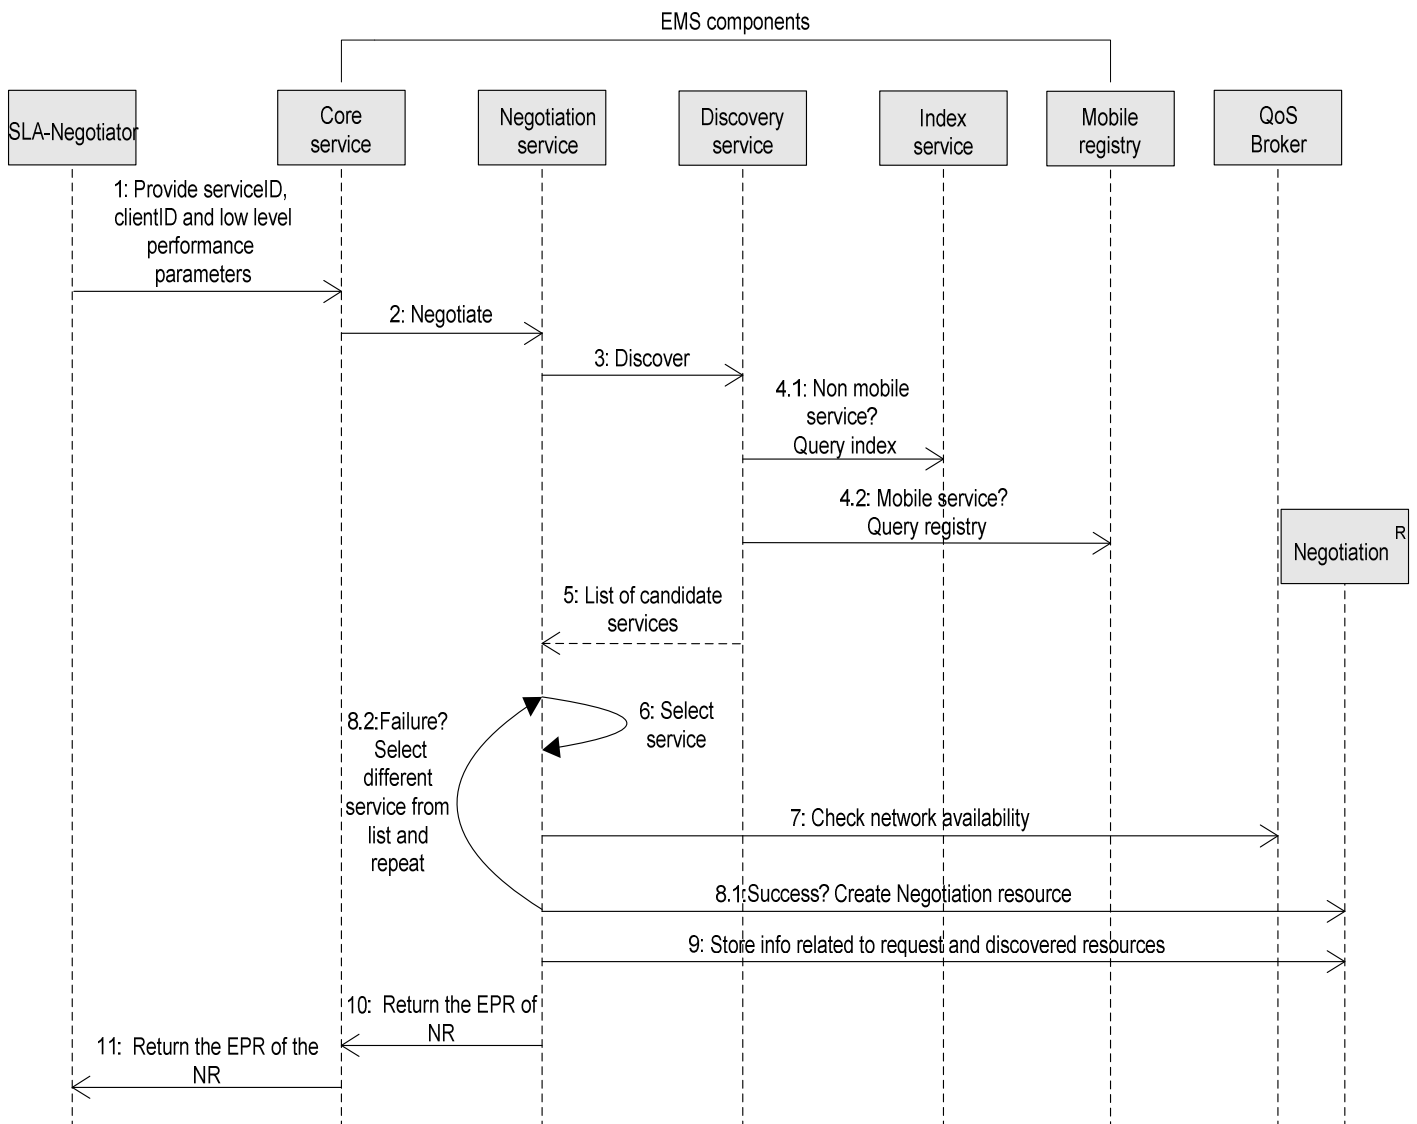 EMS components
SLA-Negotiator
Core
service
Negotiation
service
Discovery
service
Index
service
Mobile
registry
QoS
Broker
1: Provide serviceID,
clientID and low level
performance
parameters
2: Negotiate
3: Discover
4.1: Non mobile
service?
Query index
4.2: Mobile service?
Query registry
R
Negotiation
5: List of candidate
services
6: Select
service
8.2:Failure?
Select
different
service from
list and
repeat
7: Check network availability
8.1:Success? Create Negotiation resource
9: Store info related to request and discovered resources
10: Return the EPR of
NR
11: Return the EPR of the
NR